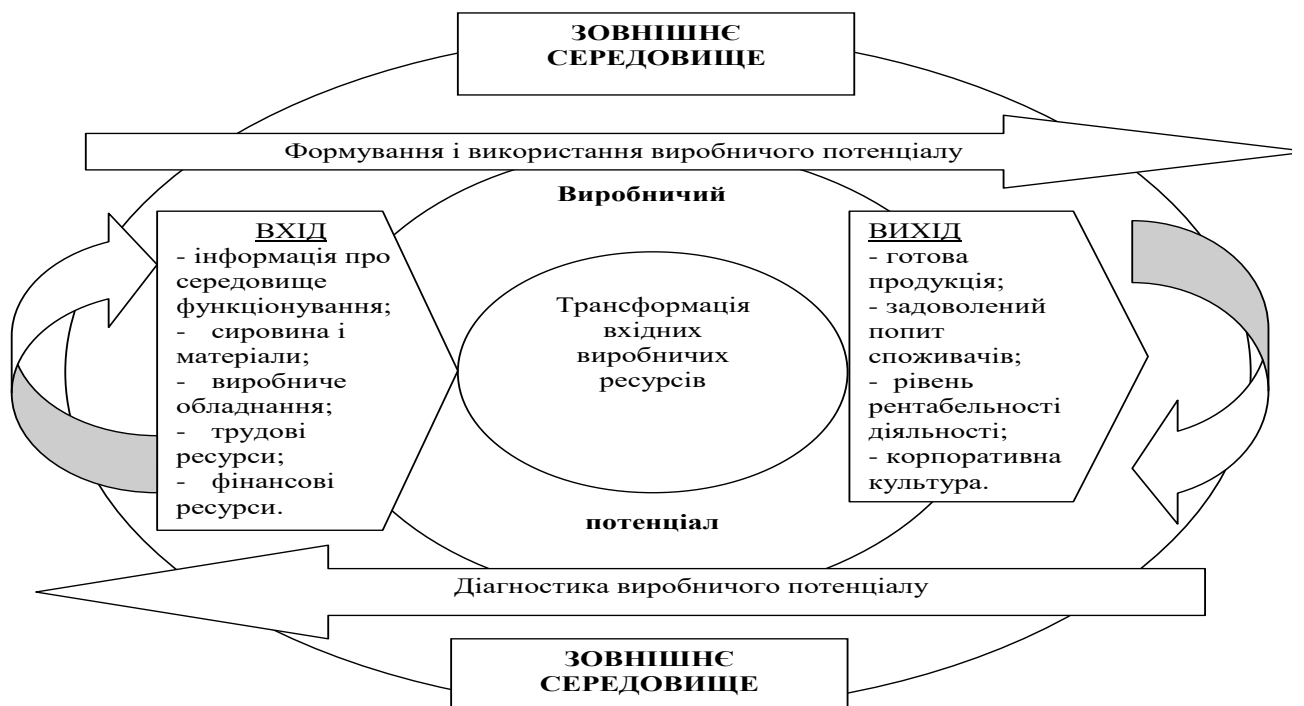 ЗОВНІШНЄ
СЕРЕДОВИЩЕ
Формування і використання виробничого потенціалу
Виробничий
ВХІД
- інформація про
середовище
функціонування;
- сировина і
матеріали;
- виробниче
обладнання;
- трудові
ресурси;
- фінансові
ресурси.
Трансформація
вхідних
виробничих
ресурсів
ВИХІД
- готова
продукція;
- задоволений
попит
споживачів;
- рівень
рентабельності
діяльності;
- корпоративна
культура.
потенціал
Діагностика виробничого потенціалу
ЗОВНІШНЄ
СЕРЕДОВИЩЕ